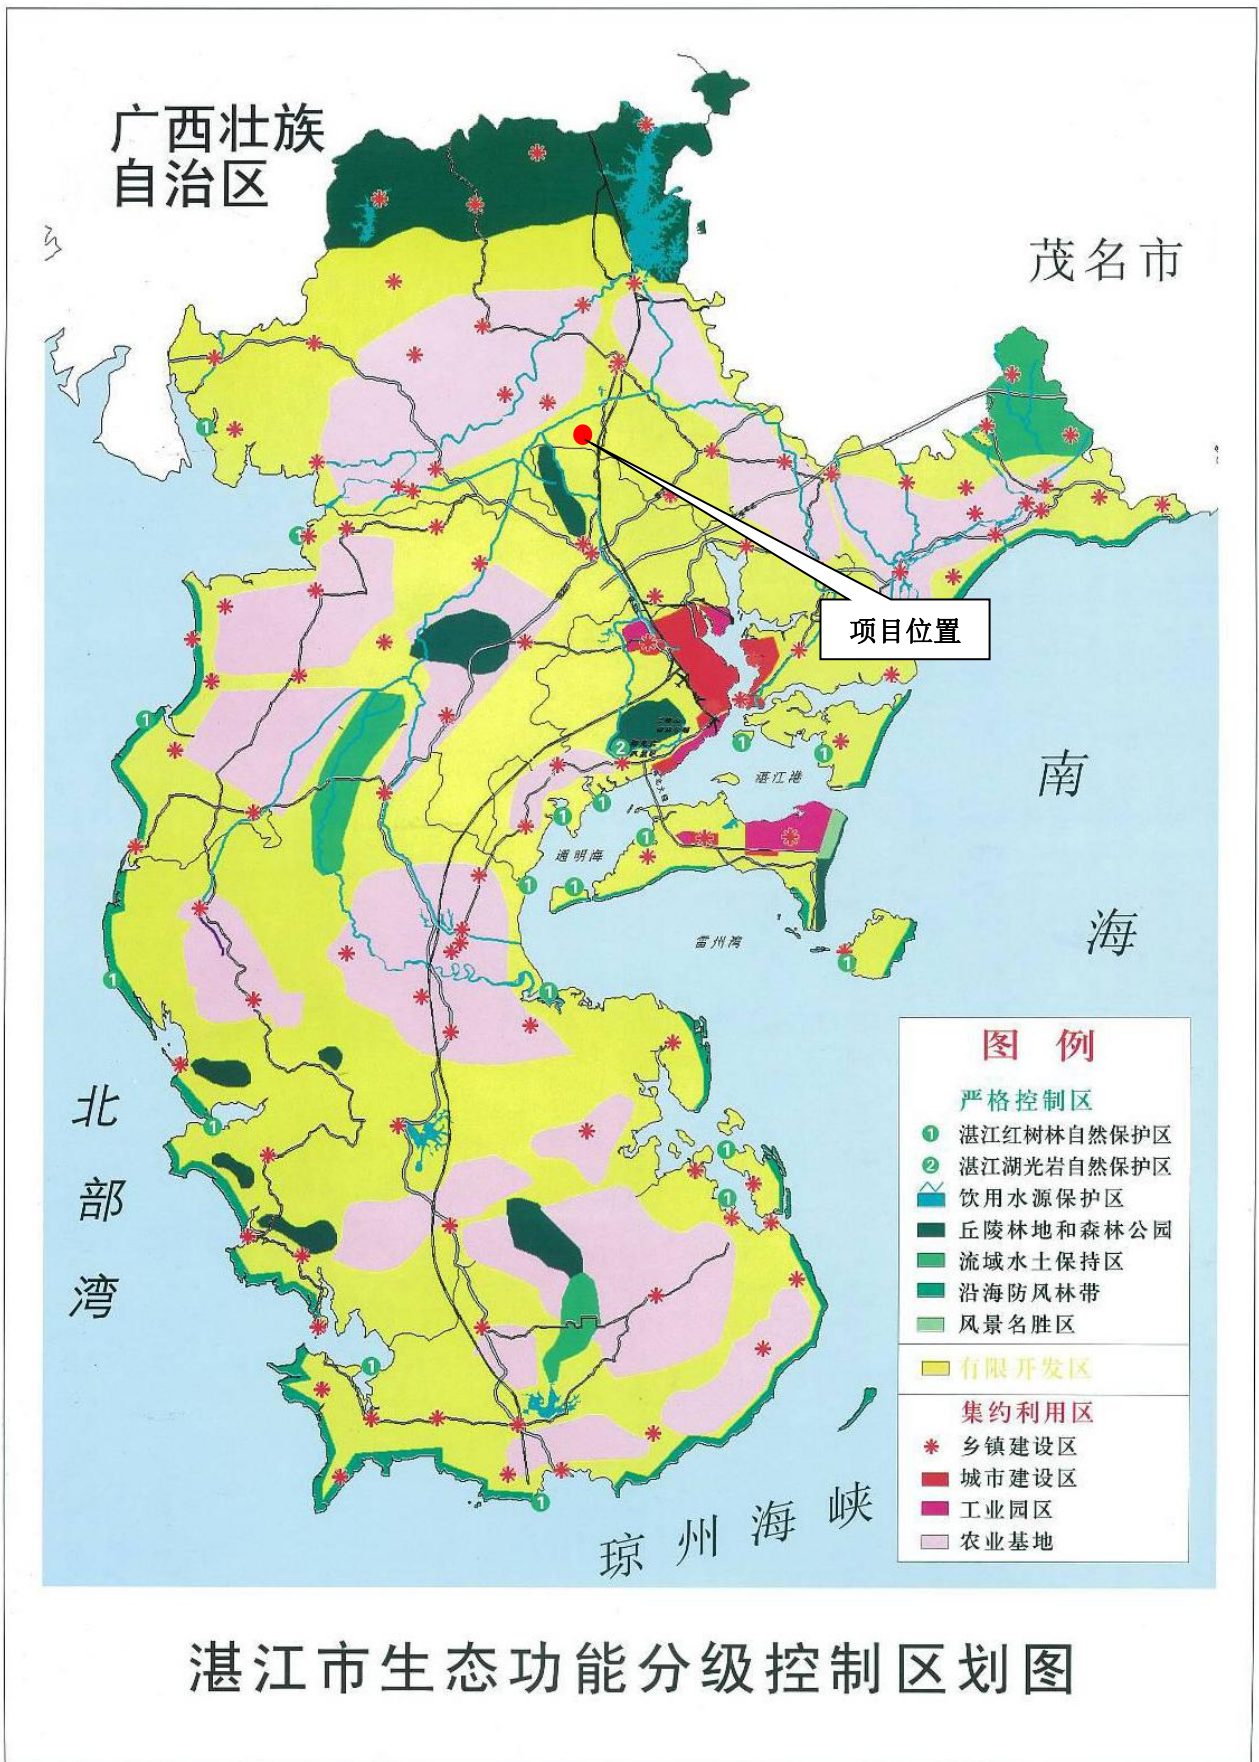 广西壮族
自治区
茂名市
项目位置
湛江港
通明海
雷州湾
南
海
北
部
湾
琼州海峡
图例
严格控制区
1 湛江红树林自然保护区
2 湛江湖光岩自然保护区
饮用水源保护区
丘陵林地和森林公园
流域水土保持区
沿海防风林带
风景名胜区
有限开发区
集约利用区
乡镇建设区
城市建设区
工业园区
农业基地
湛江市生态功能分级控制区划图